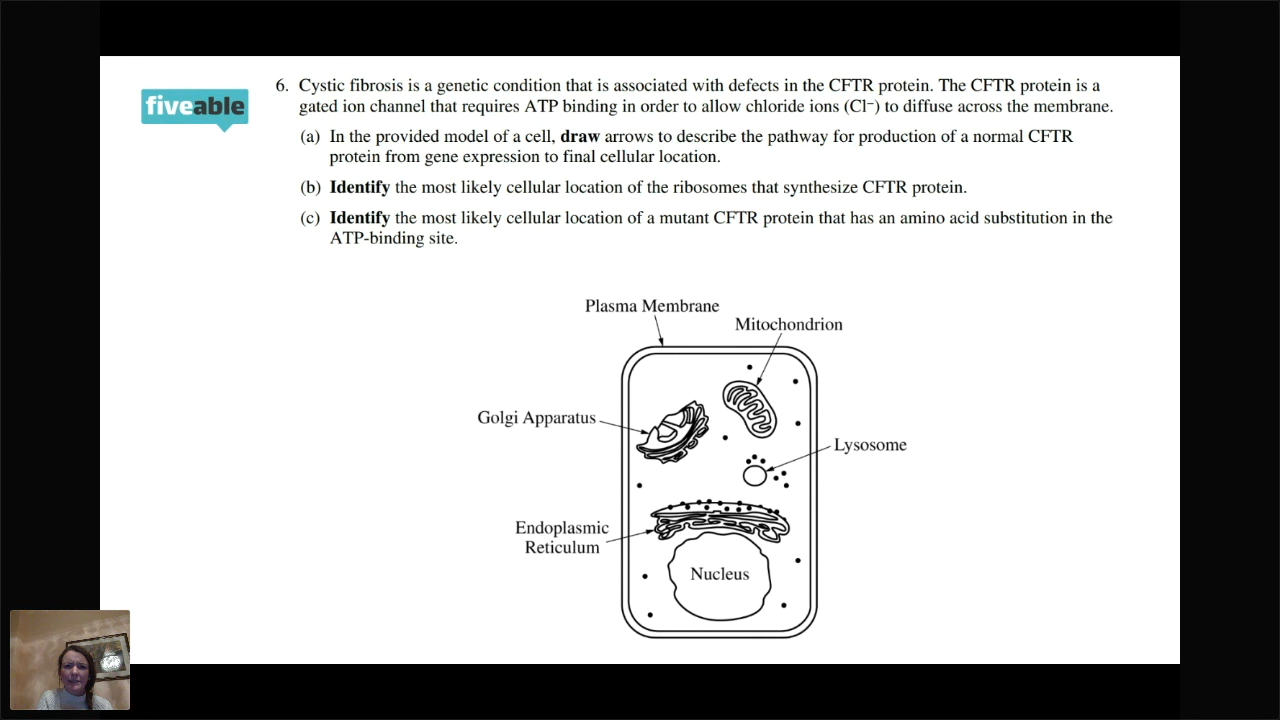 fiveable
6. Cystic fibrosis is a genetic condition that is associated with defects in the CFTR protein. The CFTR protein is a
gated ion channel that requires ATP binding in order to allow chloride ions (Cl⁻) to diffuse across the membrane.
(a) In the provided model of a cell, draw arrows to describe the pathway for production of a normal CFTR
protein from gene expression to final cellular location.
(b) Identify the most likely cellular location of the ribosomes that synthesize CFTR protein.
(c) Identify the most likely cellular location of a mutant CFTR protein that has an amino acid substitution in the
ATP-binding site.
Plasma Membrane
Mitochondrion
Golgi Apparatus
Lysosome
Endoplasmic
Reticulum
Nucleus